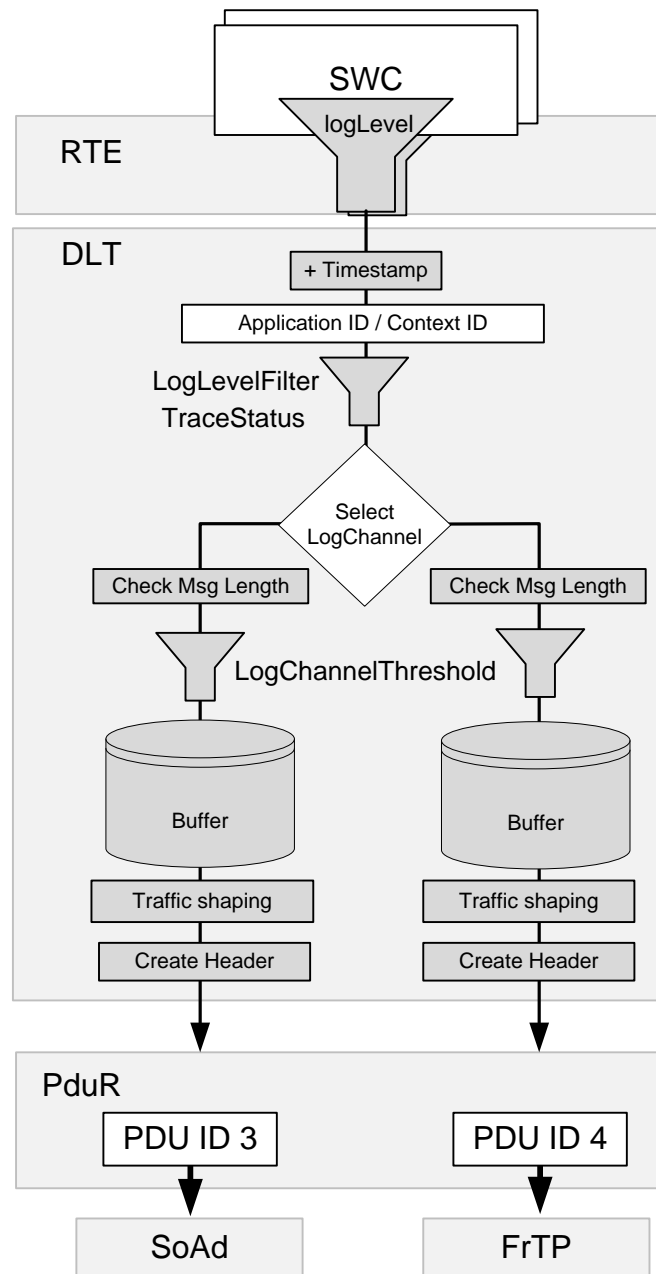 SWC
logLevel
RTE
DLT
+ Timestamp
Application ID / Context ID
LogLevelFilter
TraceStatus
Select
LogChannel
Check Msg Length
Check Msg Length
LogChannelThreshold
Buffer
Buffer
Traffic shaping
Traffic shaping
Create Header
Create Header
PduR
PDU ID 3
PDU ID 4
SoAd
FrTP